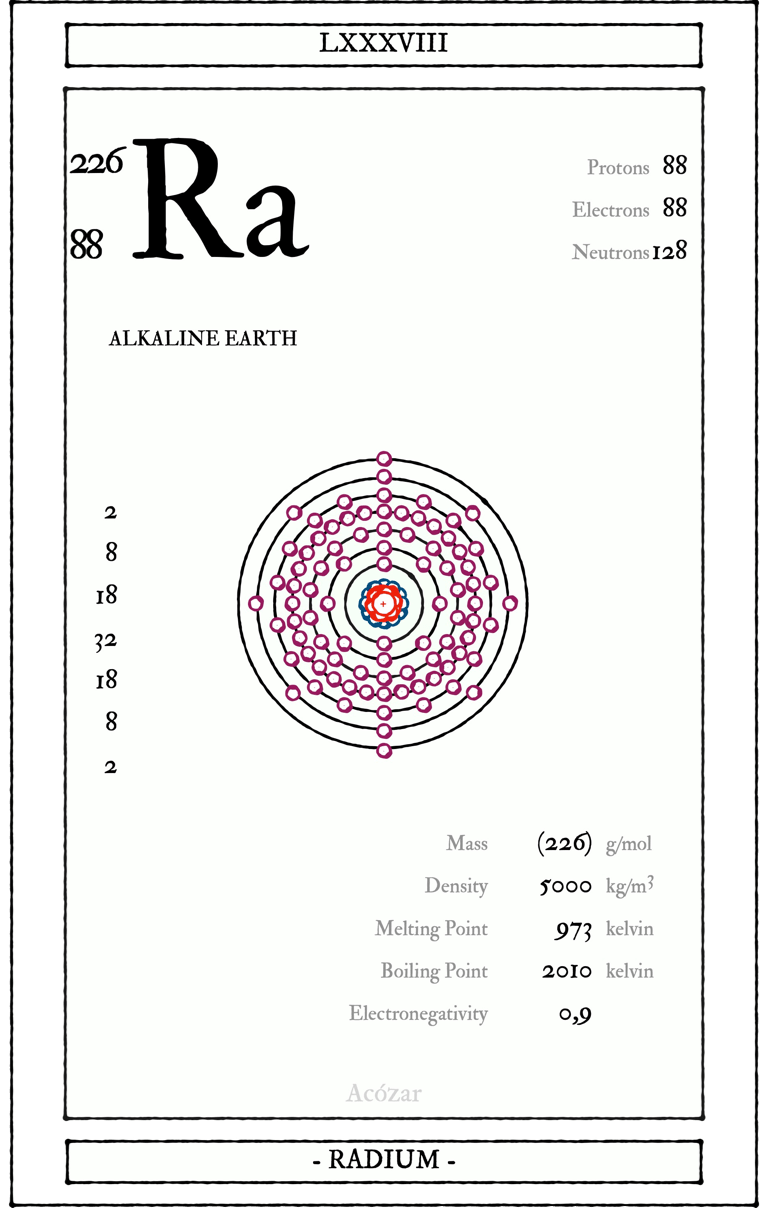 LXXXVIII
226
Ra
88
Protons 88
Electrons 88
Neutrons 128
ALKALINE EARTH
2
8
18
32
18
8
2
+
Mass (226) g/mol
Density 5000 kg/m³
Melting Point 973 kelvin
Boiling Point 2010 kelvin
Electronegativity 0,9
Acózar
- RADIUM -